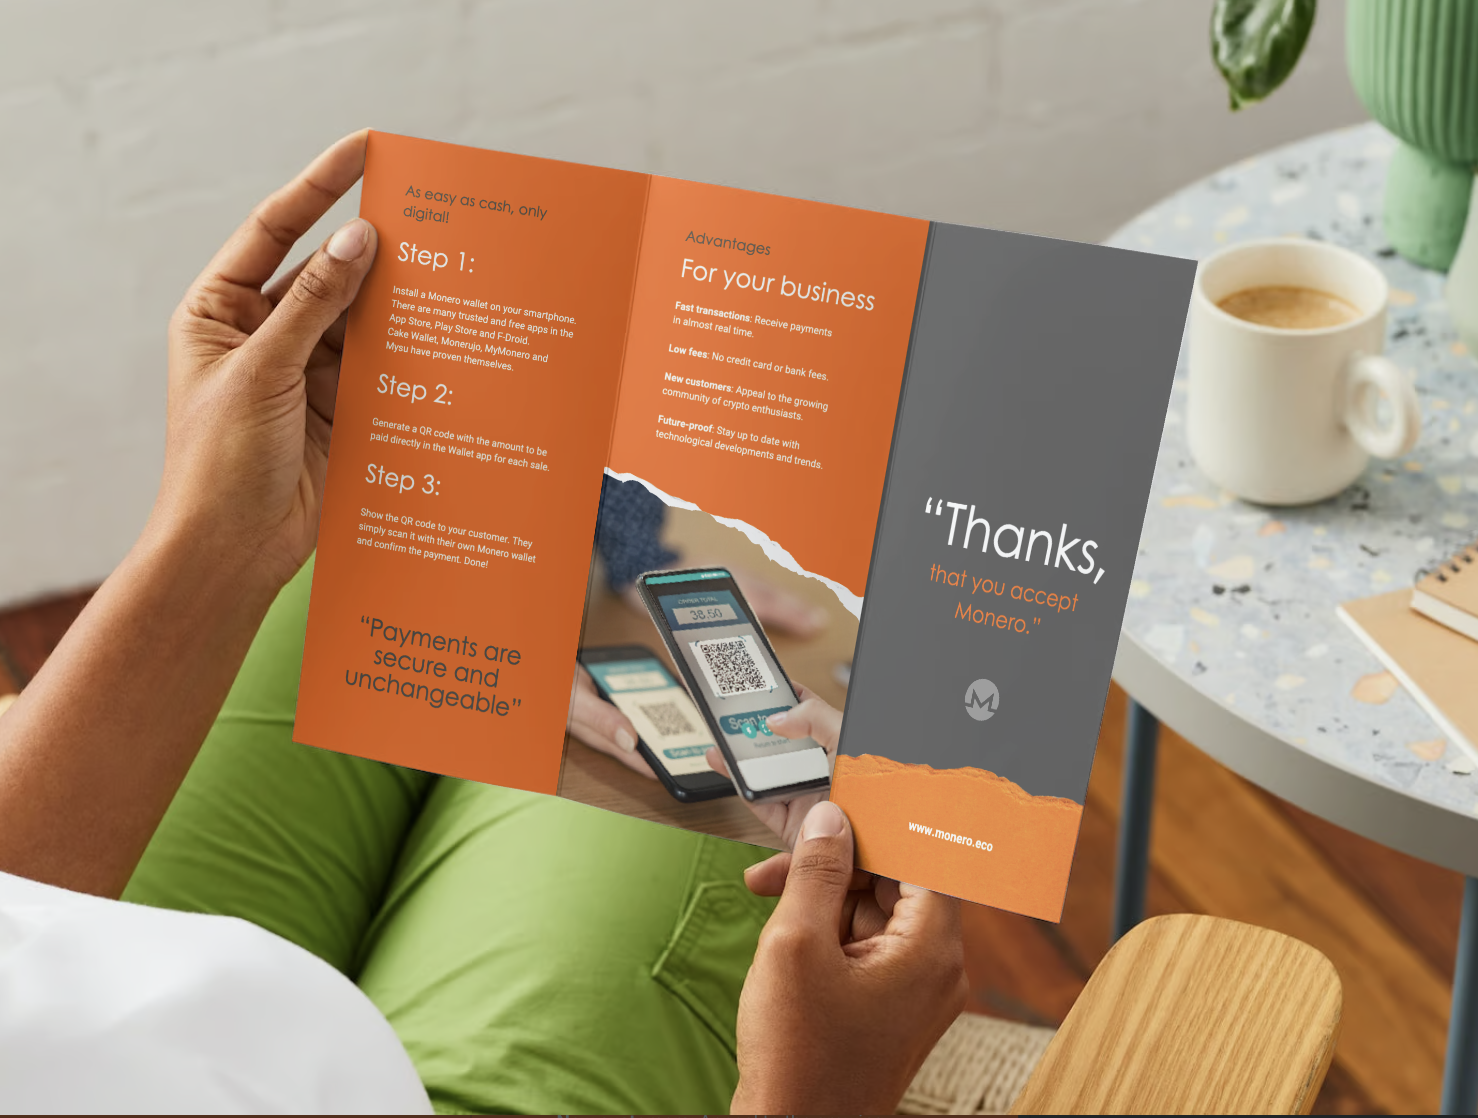 As easy as cash, only
digital!
Step 1:
Install a Monero wallet on your smartphone.
There are many trusted and free apps in the
App Store, Play Store and F-Droid.
Cake Wallet, Monerujo, MyMonero and
Mysu have proven themselves.
Step 2:
Generate a QR code with the amount to be
paid directly in the Wallet app for each sale.
Step 3:
Show the QR code to your customer. They
simply scan it with their own Monero wallet
and confirm the payment. Done!
“Payments are
secure and
unchangeable”
Advantages
For your business
Fast transactions: Receive payments
in almost real time.
Low fees: No credit card or bank fees.
New customers: Appeal to the growing
community of crypto enthusiasts.
Future-proof: Stay up to date with
technological developments and trends.
38.50
Scan to
“Thanks,
that you accept
Monero.”
www.monero.eco